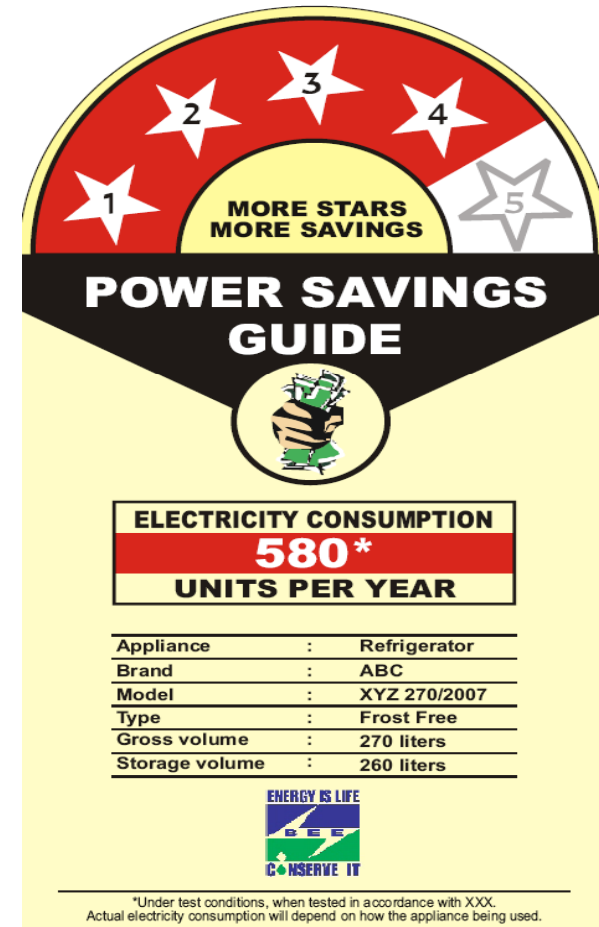 1 2 3 4 5
MORE STARS
MORE SAVINGS
POWER SAVINGS
GUIDE
ELECTRICITY CONSUMPTION
580*
UNITS PER YEAR
Appliance : Refrigerator
Brand : ABC
Model : XYZ 270/2007
Type : Frost Free
Gross volume : 270 liters
Storage volume : 260 liters
ENERGY IS LIFE
BEE
CONSERVE IT
*Under test conditions, when tested in accordance with XXX.
Actual electricity consumption will depend on how the appliance being used.